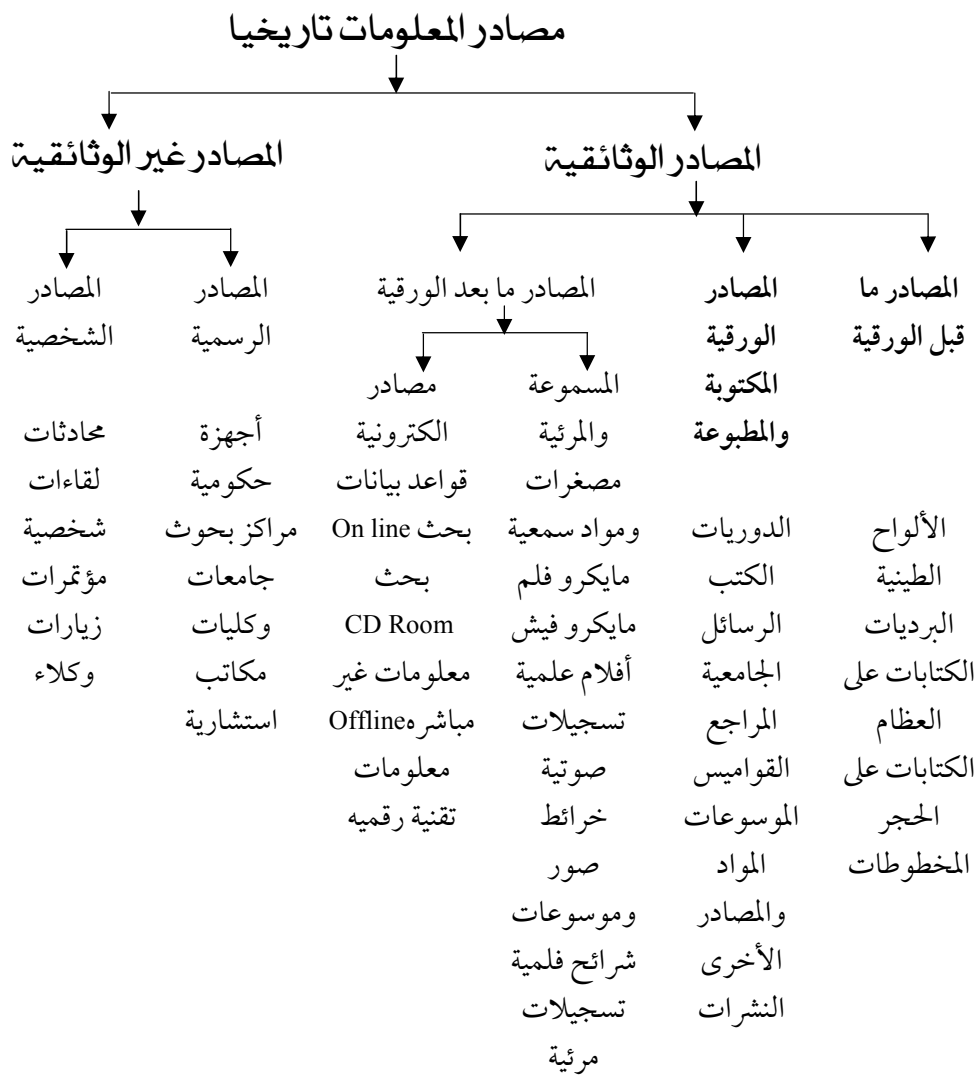 مصادر المعلومات تاريخيا
المصادر الوثائقية
المصادر غير الوثائقية
المصادر ما
قبل الورقية
الألواح
الطينية
البرديات
الكتابات على
العظام
الكتابات على
الحجر
المخطوطات
المصادر
الورقية
المكتوبة
والمطبوعة
الدوريات
الكتب
الرسائل
الجامعية
المراجع
القواميس
الموسوعات
المواد
والمصادر
الأخرى
النشرات
المصادر ما بعد الورقية
المسموعة
والمرئية
مصغرات
ومواد سمعية
مايكرو فلم
مايكرو فيش
أفلام علمية
تسجيلات
صوتية
خرائط
صور
وموسوعات
شرائح فلمية
تسجيلات
مرئية
مصادر
الكترونية
قواعد بيانات
بحث On line
بحث
CD Room
معلومات غير
مباشره Offline
معلومات
تقنية رقميه
المصادر
الرسمية
أجهزة
حكومية
مراكز بحوث
جامعات
وكليات
مكاتب
استشارية
المصادر
الشخصية
محادثات
لقاءات
شخصية
مؤتمرات
زيارات
وكلاء